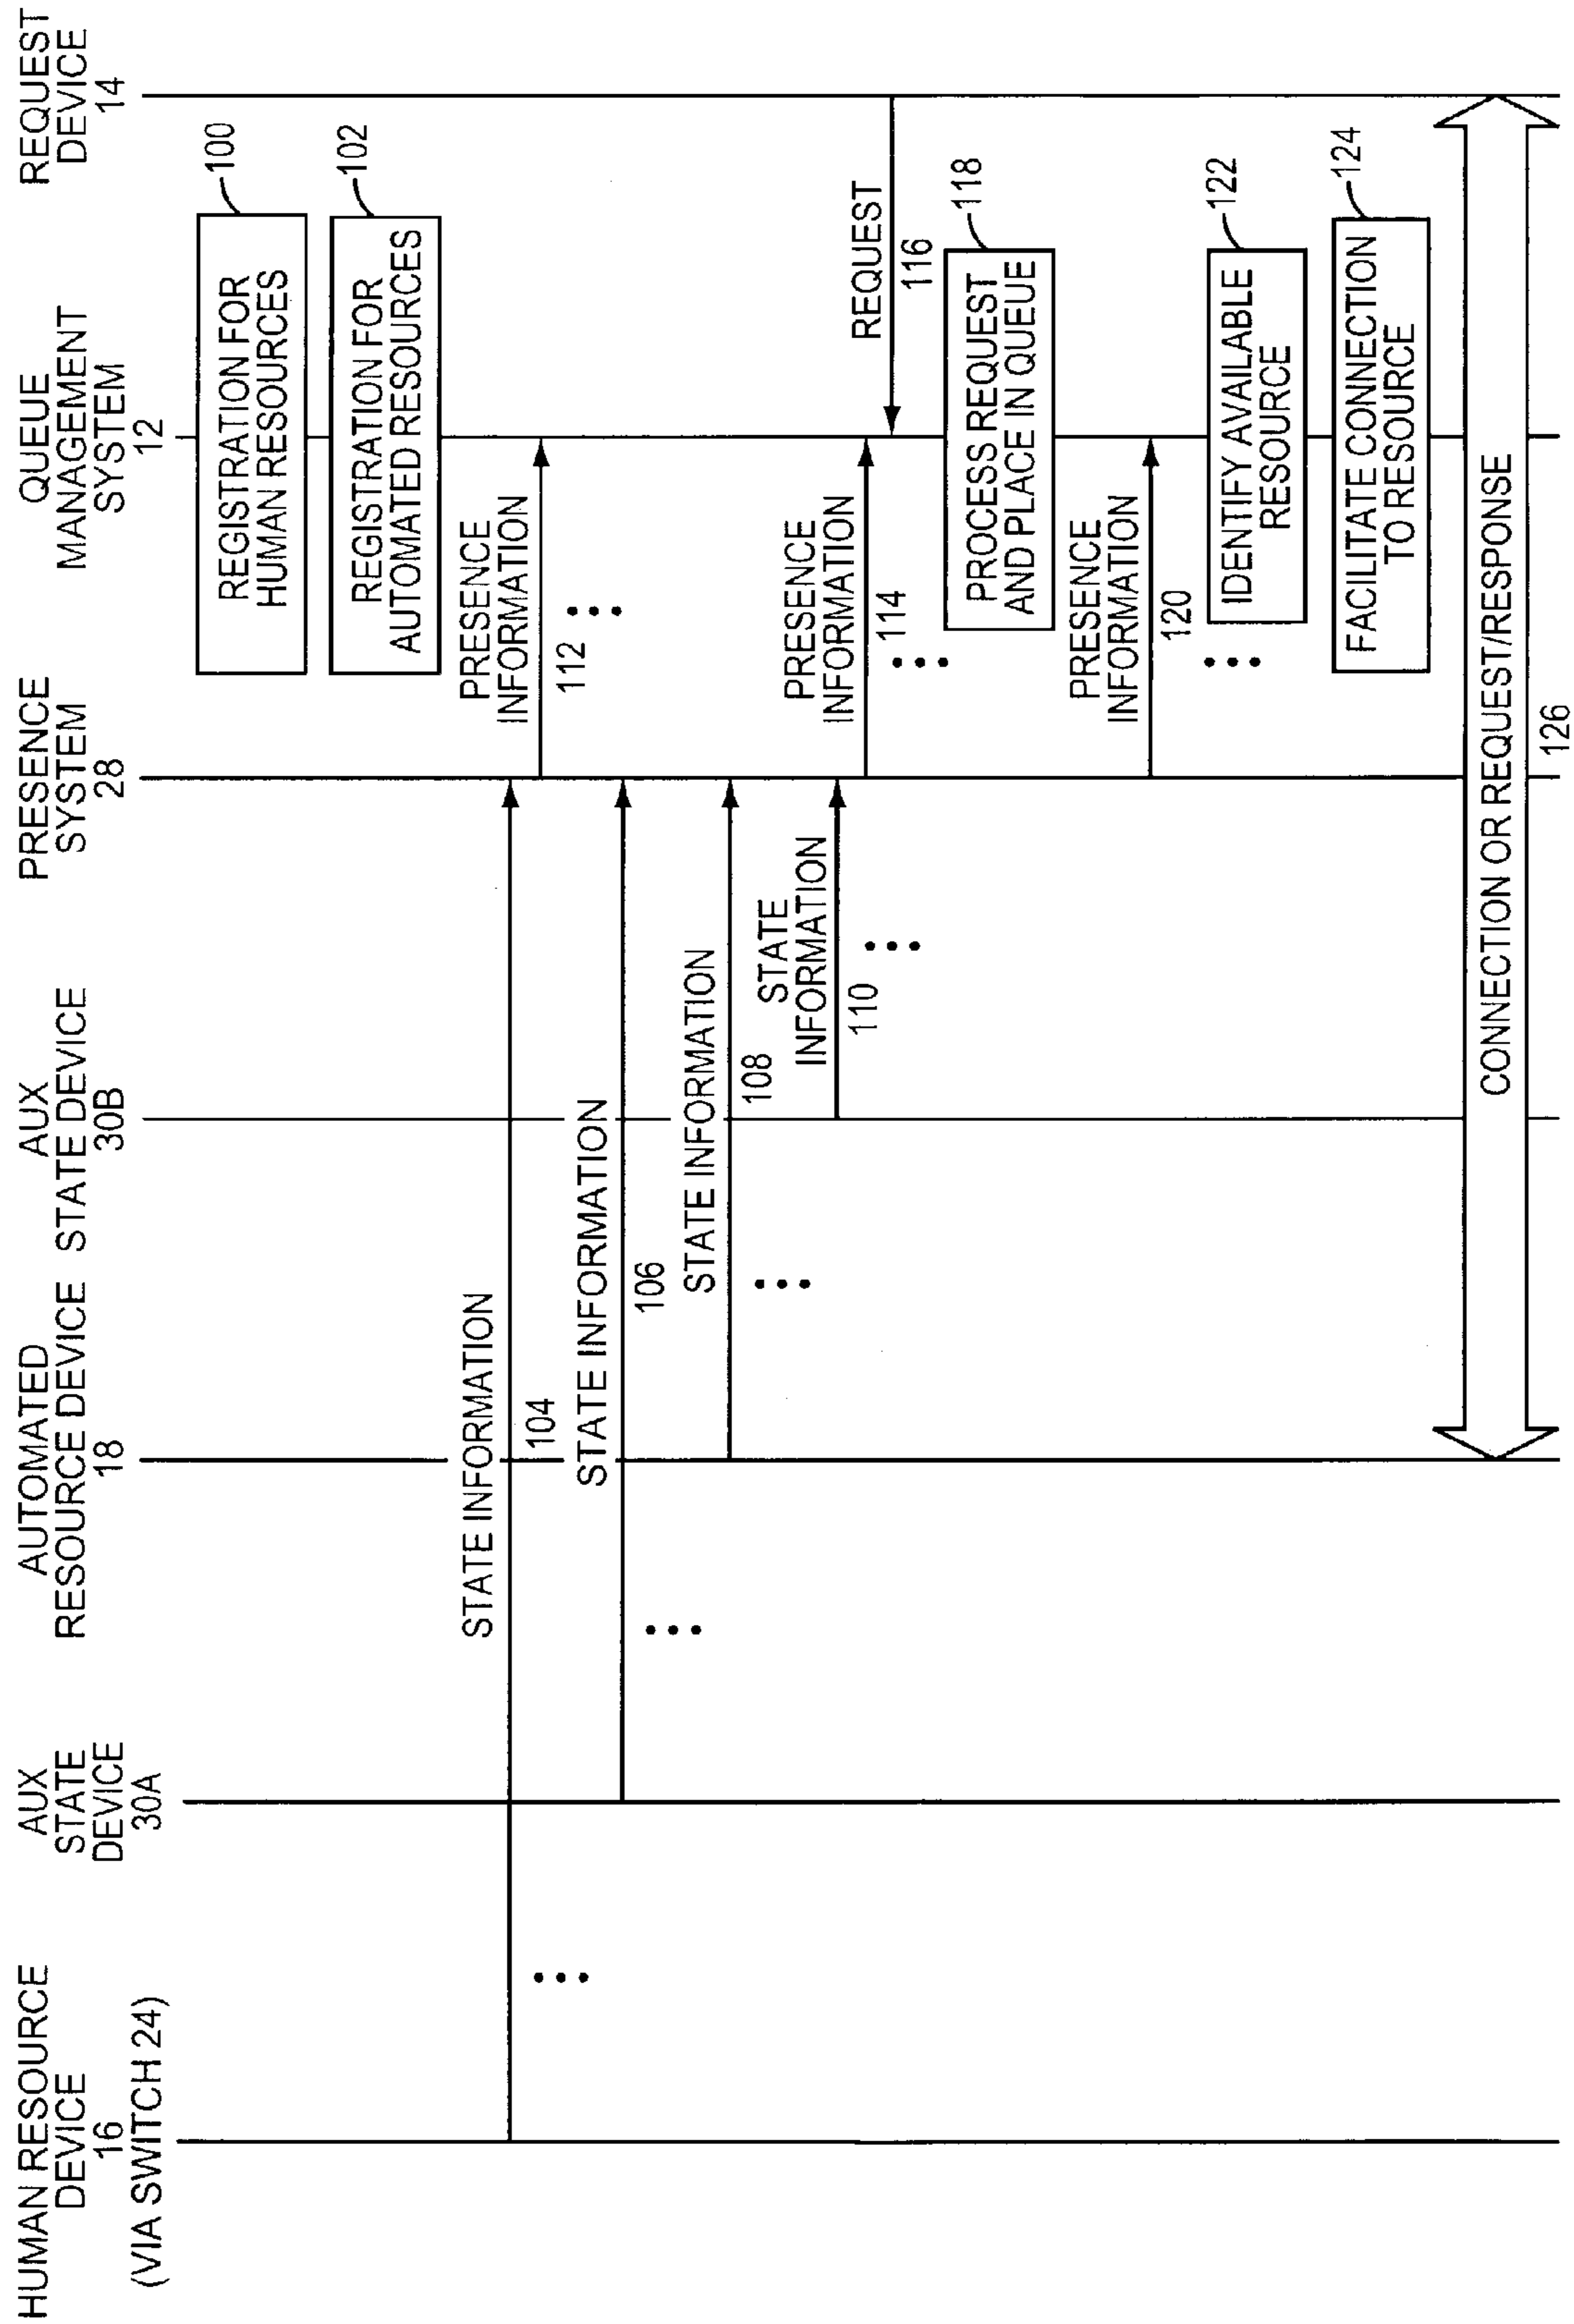 HUMAN RESOURCE
DEVICE
16
(VIA SWITCH 24)
AUX
STATE
DEVICE
30A
AUTOMATED
RESOURCE DEVICE
18
AUX
STATE DEVICE
30B
PRESENCE
SYSTEM
28
QUEUE
MANAGEMENT
SYSTEM
12
REQUEST
DEVICE
14
REGISTRATION FOR
HUMAN RESOURCES
100
REGISTRATION FOR
AUTOMATED RESOURCES
102
STATE INFORMATION
104
PRESENCE
INFORMATION
112
STATE INFORMATION
106
STATE INFORMATION
108
STATE
INFORMATION
110
PRESENCE
INFORMATION
114
REQUEST
116
PROCESS REQUEST
AND PLACE IN QUEUE
118
PRESENCE
INFORMATION
120
IDENTIFY AVAILABLE
RESOURCE
122
FACILITATE CONNECTION
TO RESOURCE
124
CONNECTION OR REQUEST/RESPONSE
126